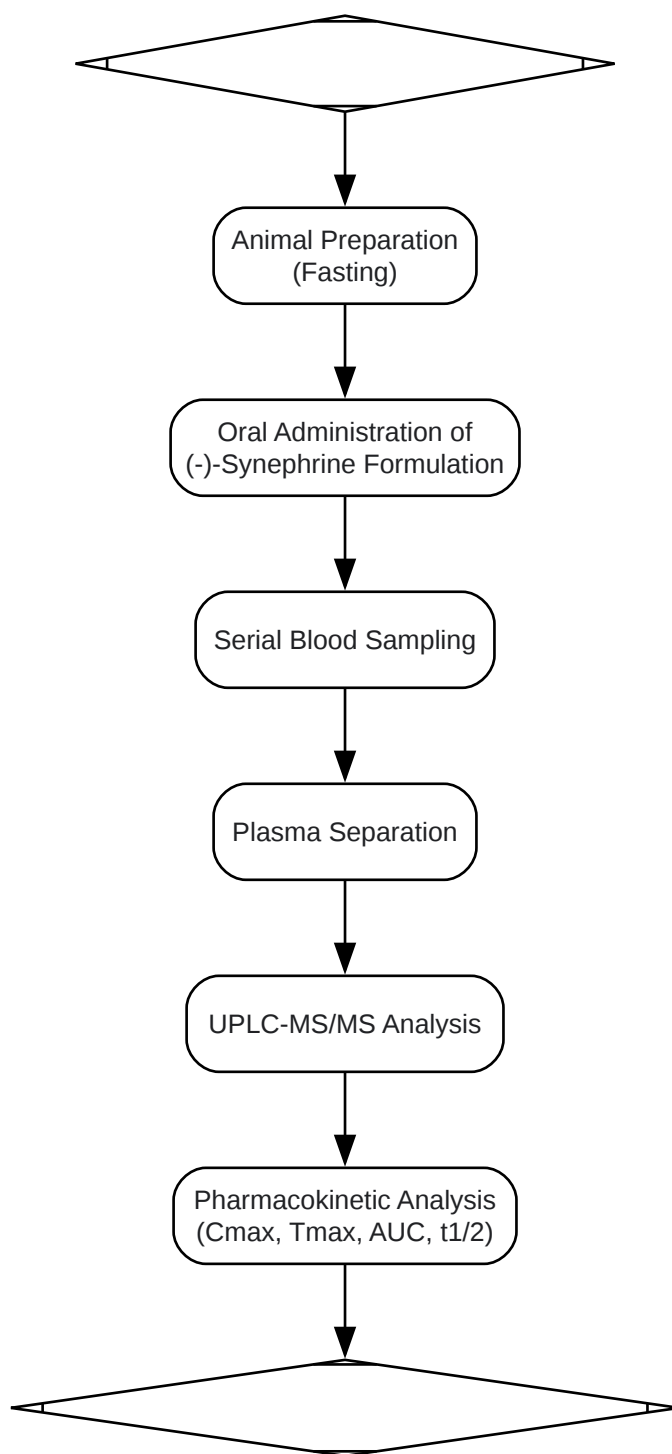 Animal Preparation
(Fasting)
Oral Administration of
(-)-Synephrine Formulation
Serial Blood Sampling
Plasma Separation
UPLC-MS/MS Analysis
Pharmacokinetic Analysis
(Cmax, Tmax, AUC, t1/2)